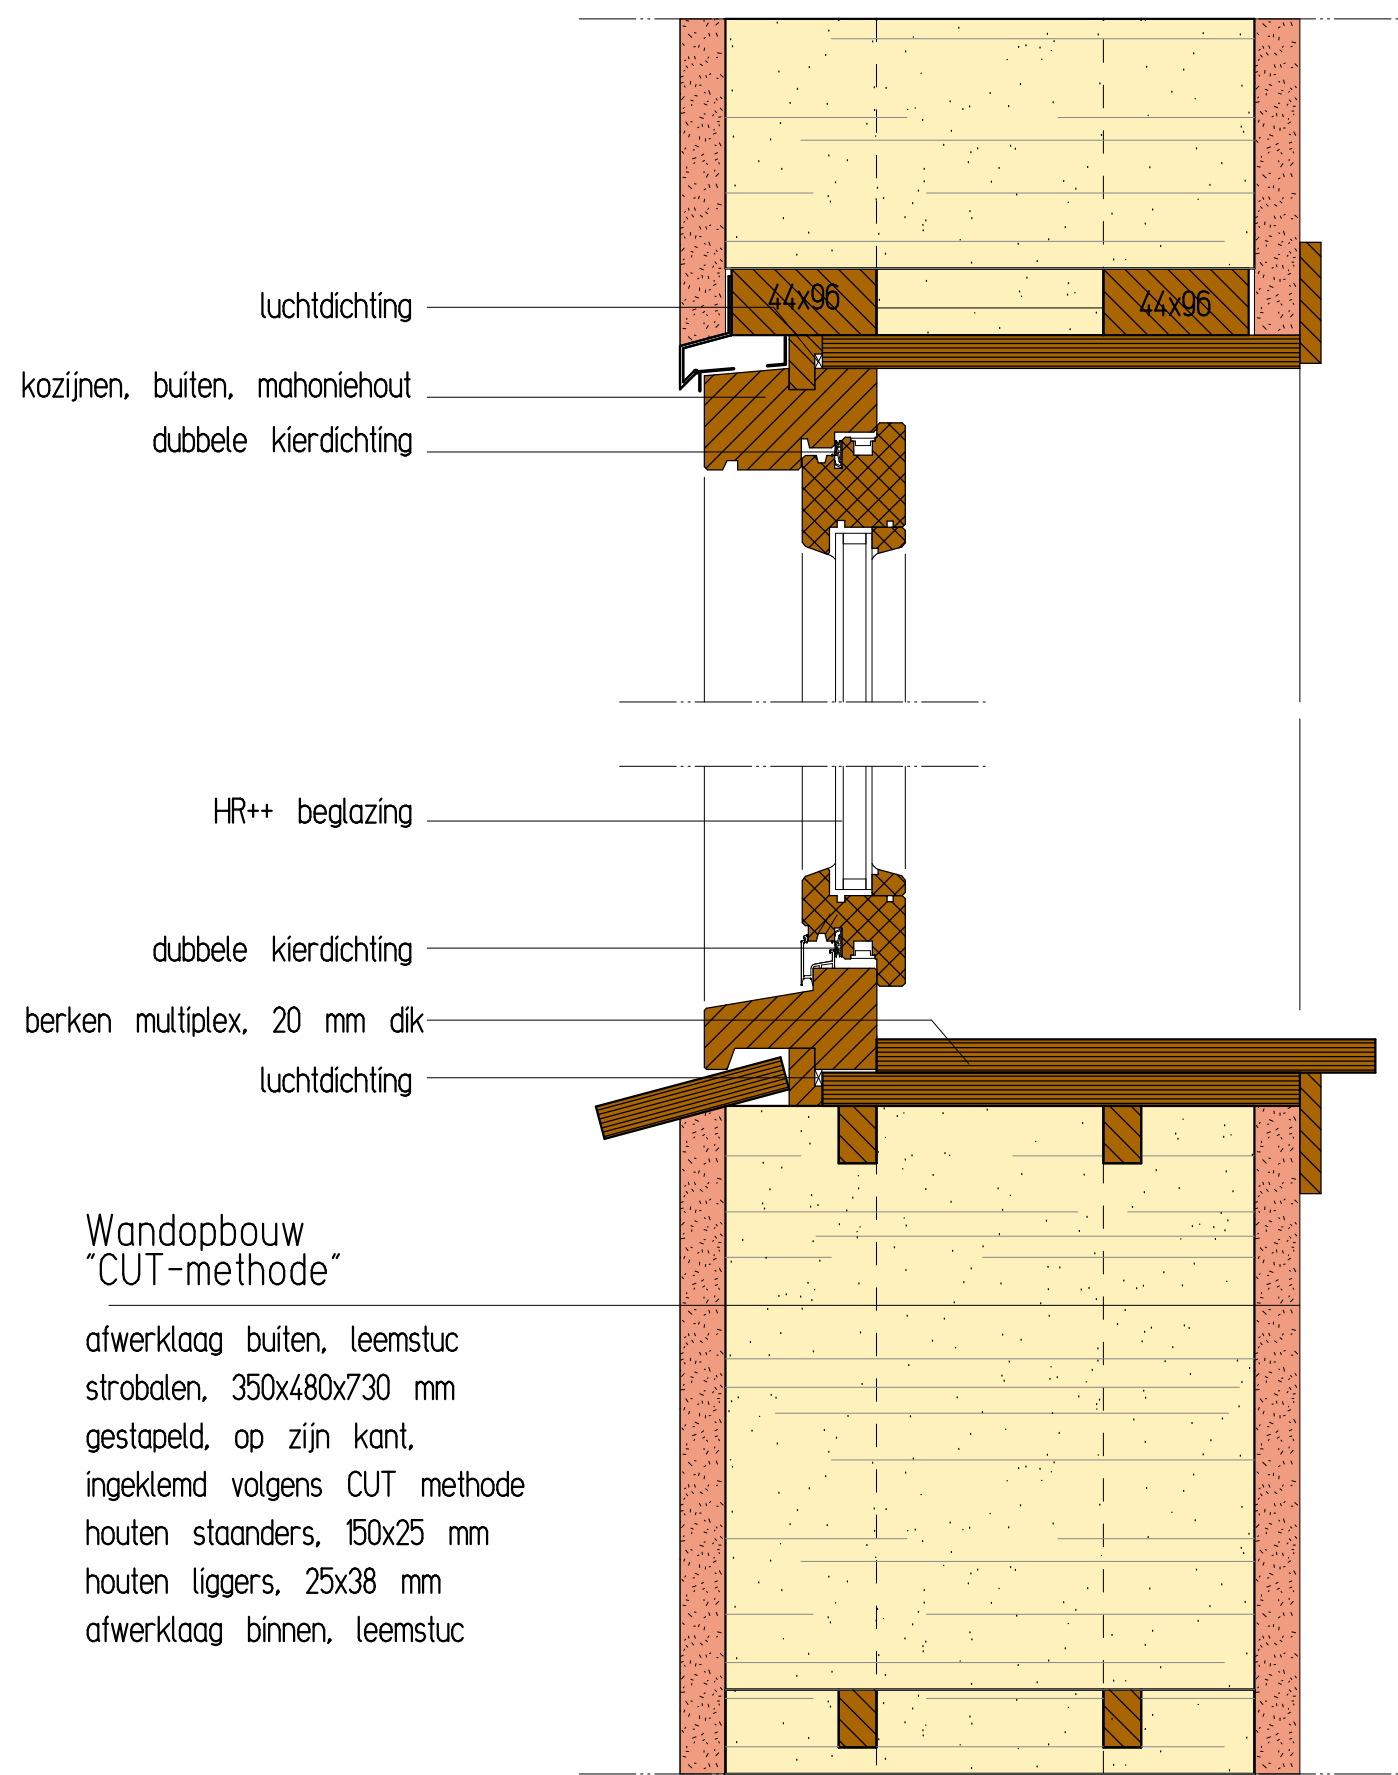 44x96
44x96
luchtdichting
kozijnen, buiten, mahoniehout
dubbele kierdichting
HR++ beglazing
dubbele kierdichting
berken multiplex, 20 mm dik
luchtdichting
Wandopbouw
"CUT-methode"
afwerklaag buiten, leemstuc
strobalen, 350x480x730 mm
gestapeld, op zijn kant,
ingeklemd volgens CUT methode
houten staanders, 150x25 mm
houten liggers, 25x38 mm
afwerklaag binnen, leemstuc